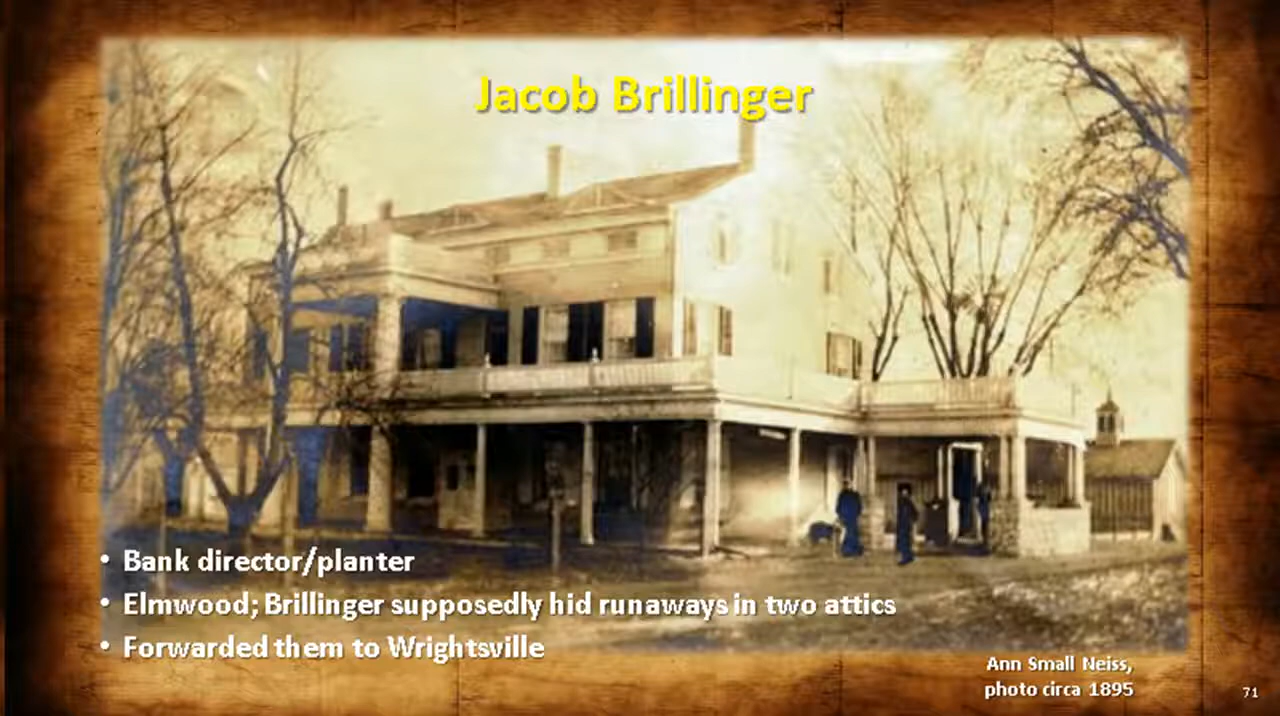 Jacob Brillinger
• Bank director/planter
• Elmwood; Brillinger supposedly hid runaways in two attics
• Forwarded them to Wrightsville
Ann Small Neiss,
photo circa 1895
71